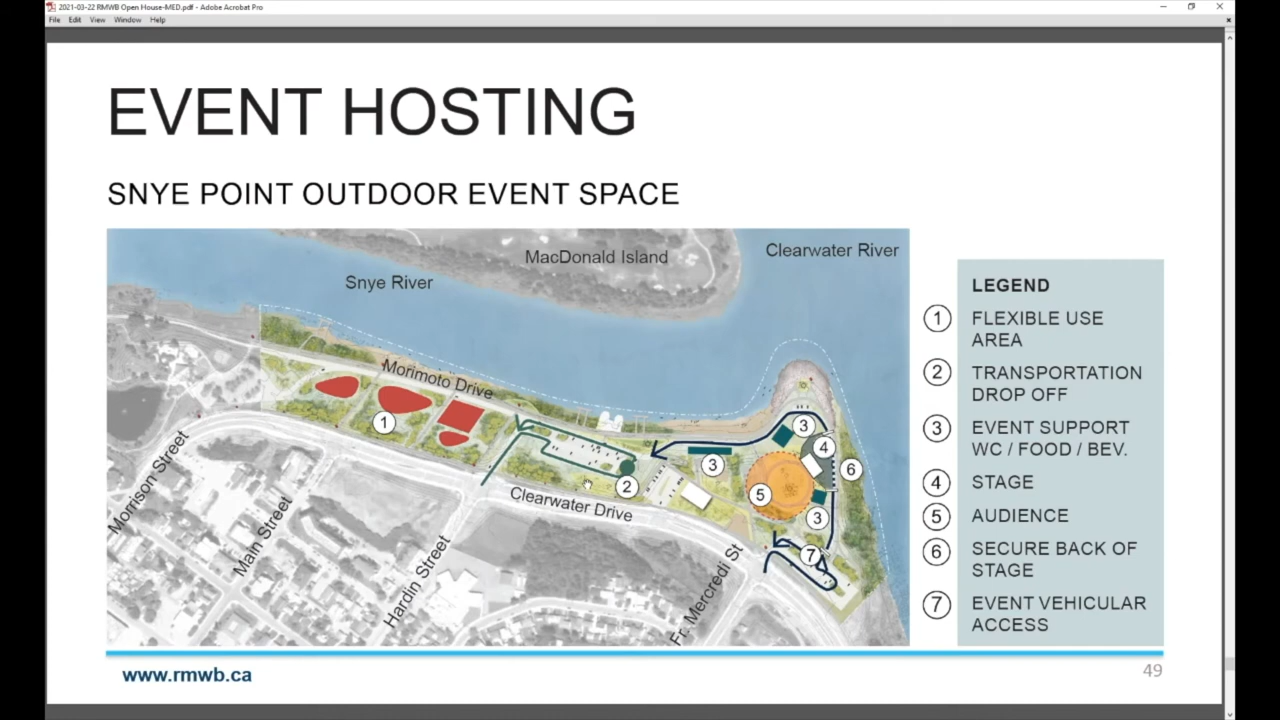 2021-03-22 RMWB Open House-MED.pdf - Adobe Acrobat Pro
File Edit View Window Help
EVENT HOSTING
SNYE POINT OUTDOOR EVENT SPACE
MacDonald Island
Clearwater River
Snye River
Morimoto Drive
1
3
4
3
6
2
5
3
Clearwater Drive
7
Morrison Street
Main Street
Hardin Street
Fr. Mercredi St
LEGEND
1 FLEXIBLE USE
AREA
2 TRANSPORTATION
DROP OFF
3 EVENT SUPPORT
WC / FOOD / BEV.
4 STAGE
5 AUDIENCE
6 SECURE BACK OF
STAGE
7 EVENT VEHICULAR
ACCESS
www.rmwb.ca
49